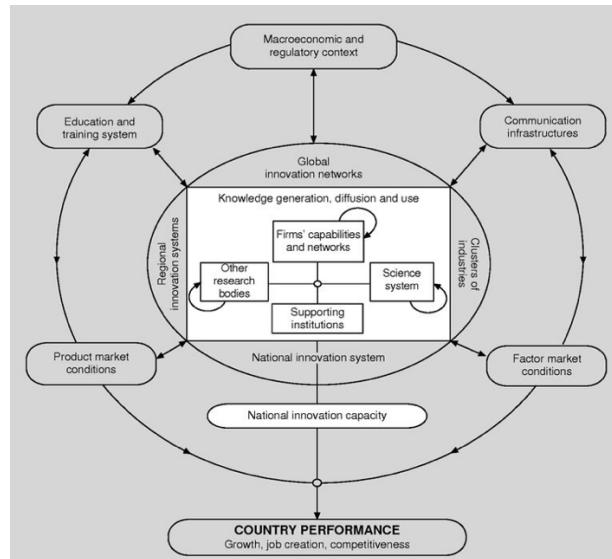 Macroeconomic and
regulatory context
Education and
training system
Communication
infrastructures
Global
innovation networks
Knowledge generation, diffusion and use
Firms' capabilities
and networks
Regional
innovation systems
Clusters of
industries
Other
research
bodies
Science
system
Supporting
institutions
National innovation system
Product market
conditions
Factor market
conditions
National innovation capacity
COUNTRY PERFORMANCE
Growth, job creation, competitiveness